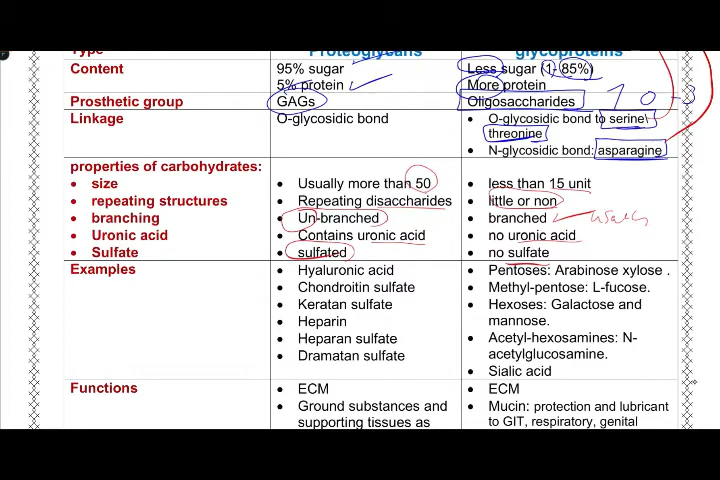 Type Proteoglycans glycoproteins
Content 95% sugar Less sugar (1- 85%)
5% protein More protein
Prosthetic group GAGs Oligosaccharides
Linkage O-glycosidic bond O-glycosidic bond to serine\
threonine
N-glycosidic bond: asparagine
properties of carbohydrates:
size Usually more than 50 less than 15 unit
repeating structures Repeating disaccharides little or non
branching Un-branched branched usually
Uronic acid Contains uronic acid no uronic acid
Sulfate sulfated no sulfate
Examples Hyaluronic acid Pentoses: Arabinose xylose .
Chondroitin sulfate Methyl-pentose: L-fucose.
Keratan sulfate Hexoses: Galactose and
Heparin mannose.
Heparan sulfate Acetyl-hexosamines: N-
Dramatan sulfate acetylglucosamine.
Sialic acid
Functions ECM ECM
Ground substances and Mucin: protection and lubricant
supporting tissues as to GIT, respiratory, genital